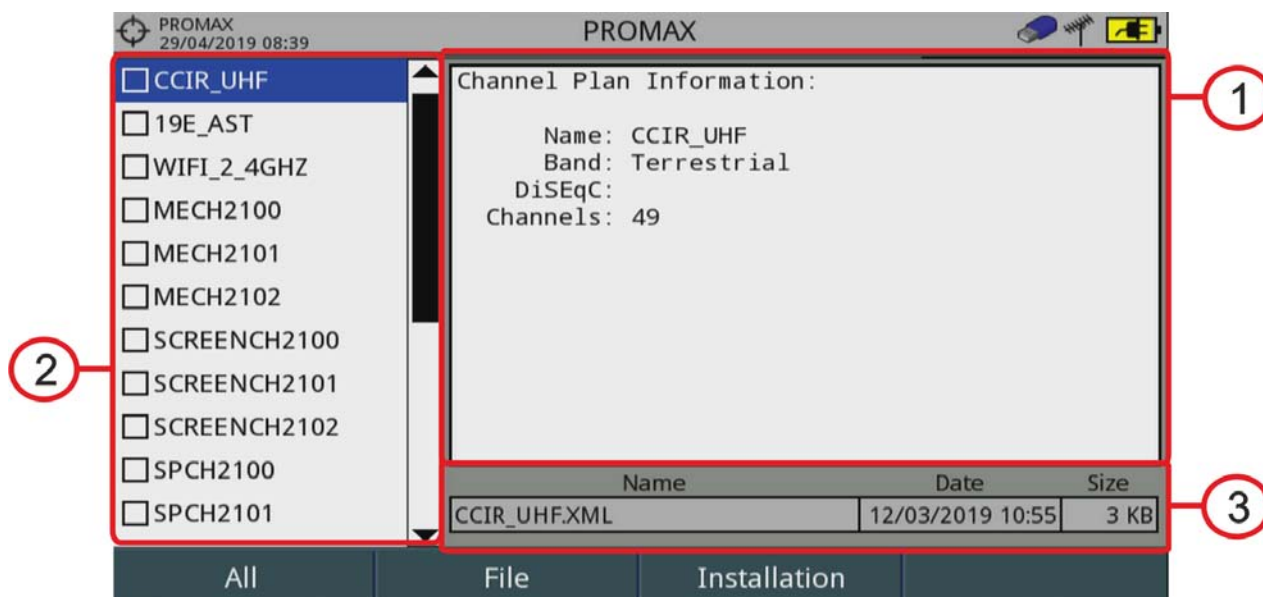 PROMAX
29/04/2019 08:39
PROMAX
CCIR_UHF
19E_AST
WIFI_2_4GHZ
MECH2100
MECH2101
MECH2102
SCREENCH2100
SCREENCH2101
SCREENCH2102
SPCH2100
SPCH2101
2
Channel Plan Information:
Name: CCIR_UHF
Band: Terrestrial
DiSEqC:
Channels: 49
1
Name Date Size
CCIR_UHF.XML 12/03/2019 10:55 3 KB
3
All File Installation